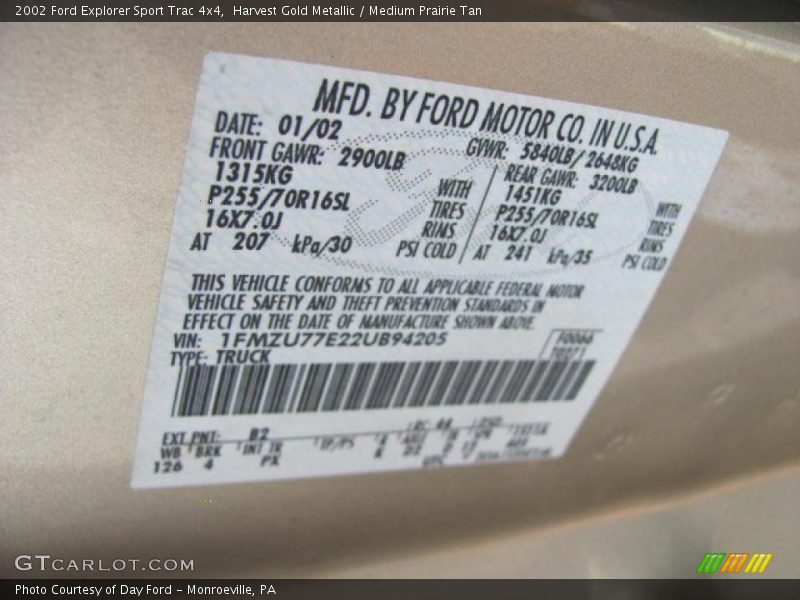 2002 Ford Explorer Sport Trac 4x4, Harvest Gold Metallic / Medium Prairie Tan
MFD. BY FORD MOTOR CO. IN U.S.A.
DATE: 01/02 GVWR: 5840LB/2648KG
FRONT GAWR: 2900LB REAR GAWR: 3200LB
1315KG WITH 1451KG WITH
P255/70R16SL TIRES P255/70R16SL TIRES
16X7.0J RIMS 16X7.0J RIMS
AT 207 kPa/30 PSI COLD AT 241 kPa/35 PSI COLD
THIS VEHICLE CONFORMS TO ALL APPLICABLE FEDERAL MOTOR
VEHICLE SAFETY AND THEFT PREVENTION STANDARDS IN
EFFECT ON THE DATE OF MANUFACTURE SHOWN ABOVE.
VIN: 1FMZU77E22UB94205 F0066
TYPE: TRUCK
EXT PNT: B2
WB BRK INT TR
126 4 PX
GTCARLOT.COM
Photo Courtesy of Day Ford - Monroeville, PA